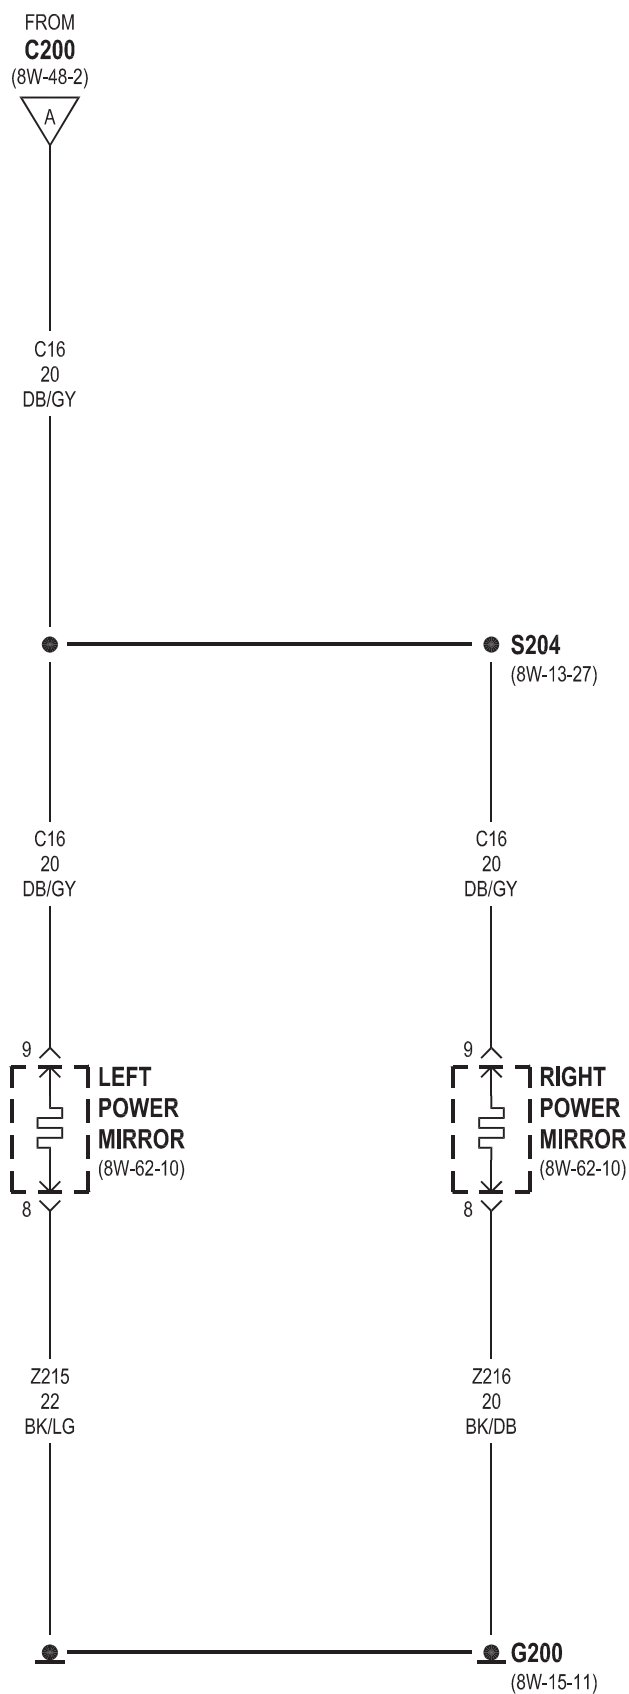 FROM
C200
(8W-48-2)
A
C16
20
DB/GY
S204
(8W-13-27)
C16
20
DB/GY
C16
20
DB/GY
9
LEFT
POWER
MIRROR
(8W-62-10)
8
9
RIGHT
POWER
MIRROR
(8W-62-10)
8
Z215
22
BK/LG
Z216
20
BK/DB
G200
(8W-15-11)